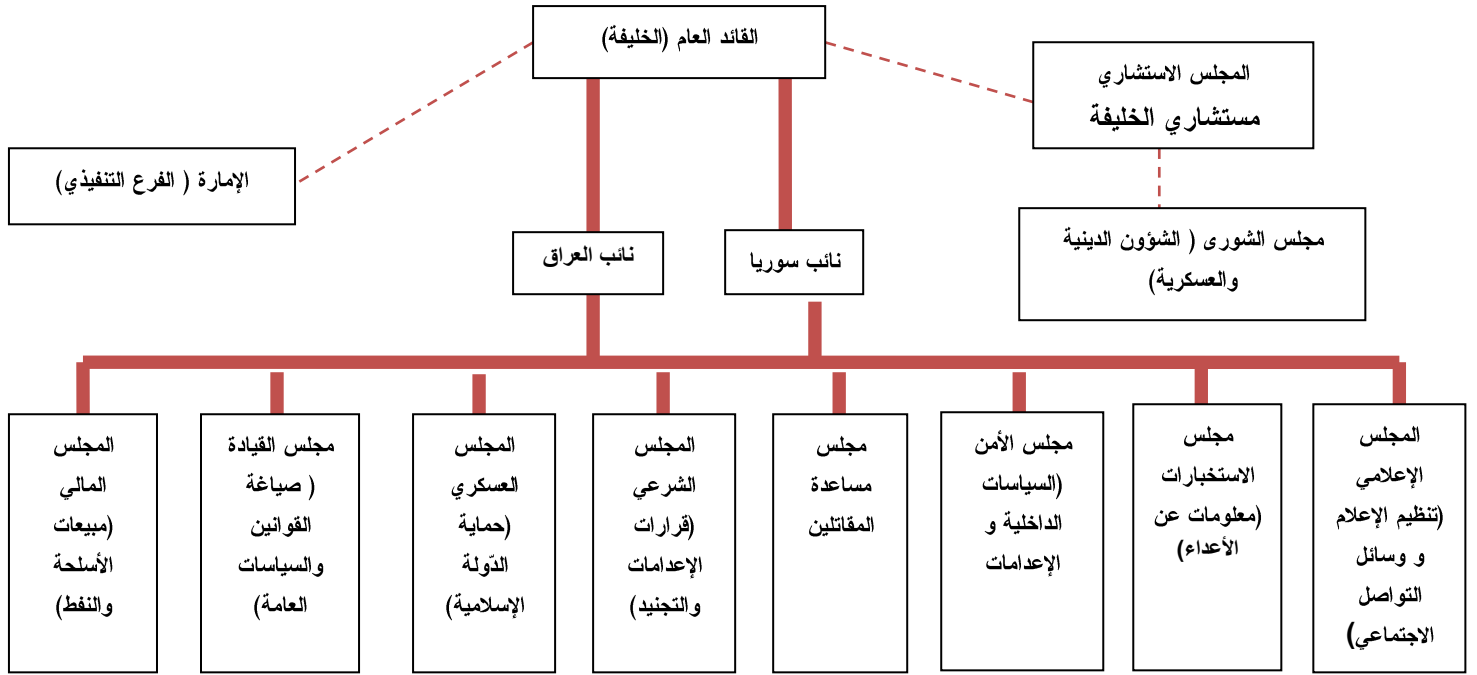 القائد العام (الخليفة)
المجلس الاستشاري
مستشاري الخليفة
الإمارة ( الفرع التنفيذي)
مجلس الشورى ( الشؤون الدينية
والعسكرية)
نائب سوريا
نائب العراق
المجلس
الإعلامي
(تنظيم الإعلام
و وسائل
التواصل
الاجتماعي)
مجلس
الاستخبارات
(معلومات عن
الأعداء)
مجلس الأمن
(السياسات
الداخلية و
الإعدامات
مجلس
مساعدة
المقاتلين
المجلس
الشرعي
(قرارات
الإعدامات
والتجنيد)
المجلس
العسكري
(حماية
الدّولة
الإسلامية)
مجلس القيادة
( صياغة
القوانين
والسياسات
العامة)
المجلس
المالي
(مبيعات
الأسلحة
والنفط)